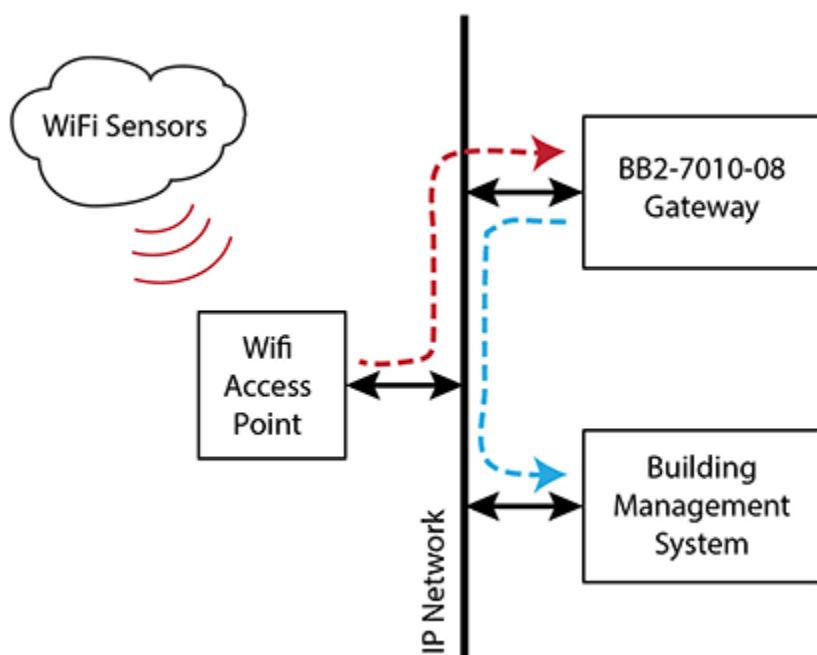 WiFi Sensors
BB2-7010-08
Gateway
Wifi
Access
Point
Building
Management
System
IP Network